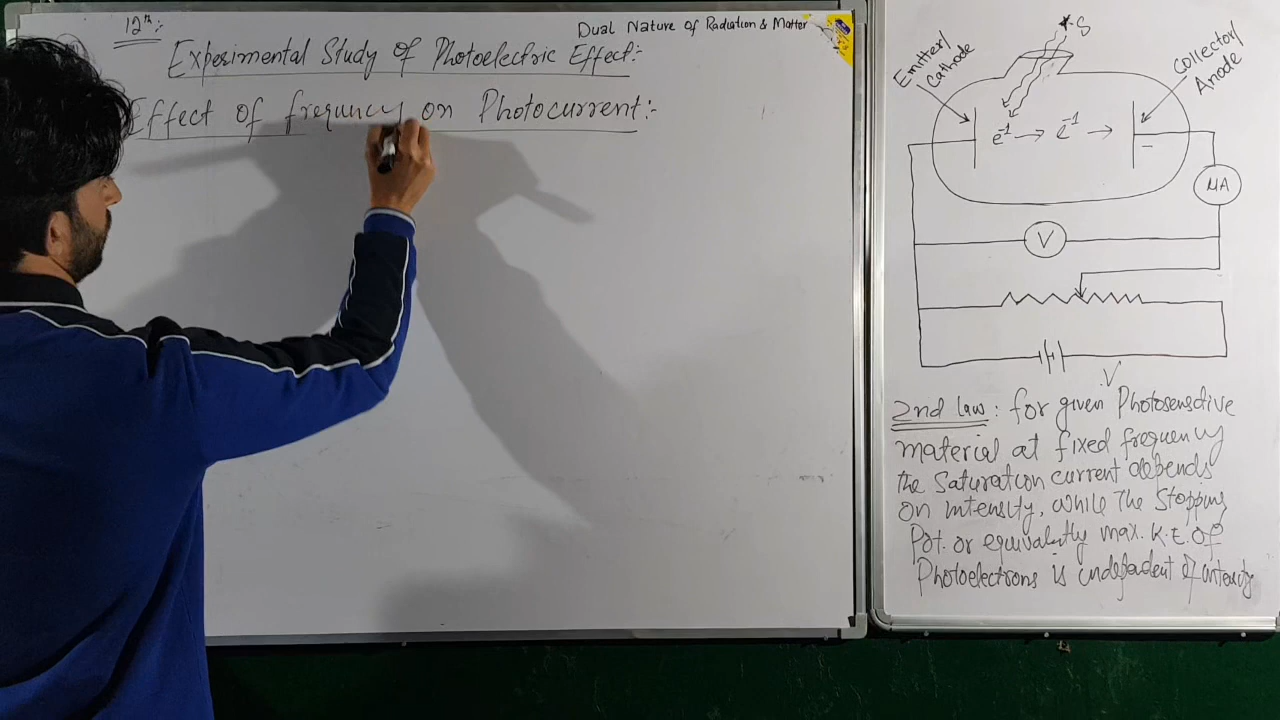 12th:-
Dual Nature of Radiation & Matter
Experimental Study of Photoelectric Effect:-
Effect of frequncy on Photocurrent:-
S
Emitter/
Cathode
Collector/
Anode
e⁻¹ → e⁻¹ →
-
μA
V
V
2nd law: for given Photosensitive
material at fixed frequency
the Saturation current depends
on intensity, while the Stopping
Pot. or equivalently max. K.E. of
Photoelectrons is independent of intensity